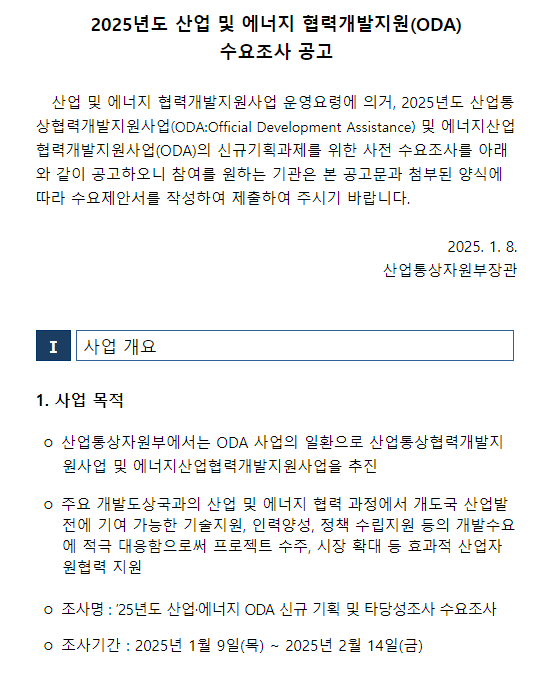 2025년도 산업 및 에너지 협력개발지원(ODA)
수요조사 공고
산업 및 에너지 협력개발지원사업 운영요령에 의거, 2025년도 산업통
상협력개발지원사업(ODA:Official Development Assistance) 및 에너지산업
협력개발지원사업(ODA)의 신규기획과제를 위한 사전 수요조사를 아래
와 같이 공고하오니 참여를 원하는 기관은 본 공고문과 첨부된 양식에
따라 수요제안서를 작성하여 제출하여 주시기 바랍니다.
2025. 1. 8.
산업통상자원부장관
I 사업 개요
1. 사업 목적
ㅇ 산업통상자원부에서는 ODA 사업의 일환으로 산업통상협력개발지
원사업 및 에너지산업협력개발지원사업을 추진
ㅇ 주요 개발도상국과의 산업 및 에너지 협력 과정에서 개도국 산업발
전에 기여 가능한 기술지원, 인력양성, 정책 수립지원 등의 개발수요
에 적극 대응함으로써 프로젝트 수주, 시장 확대 등 효과적 산업자
원협력 지원
ㅇ 조사명 : ’25년도 산업·에너지 ODA 신규 기획 및 타당성조사 수요조사
ㅇ 조사기간 : 2025년 1월 9일(목) ~ 2025년 2월 14일(금)